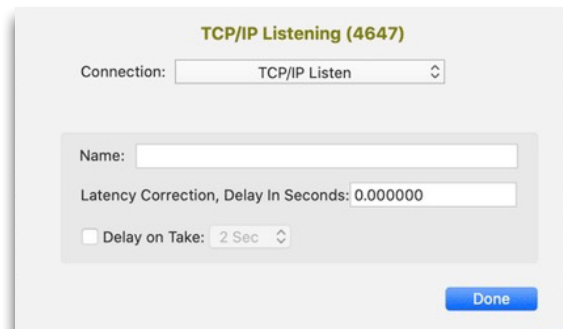 TCP/IP Listening (4647)
Connection: TCP/IP Listen
Name:
Latency Correction, Delay In Seconds: 0.000000
Delay on Take: 2 Sec
Done